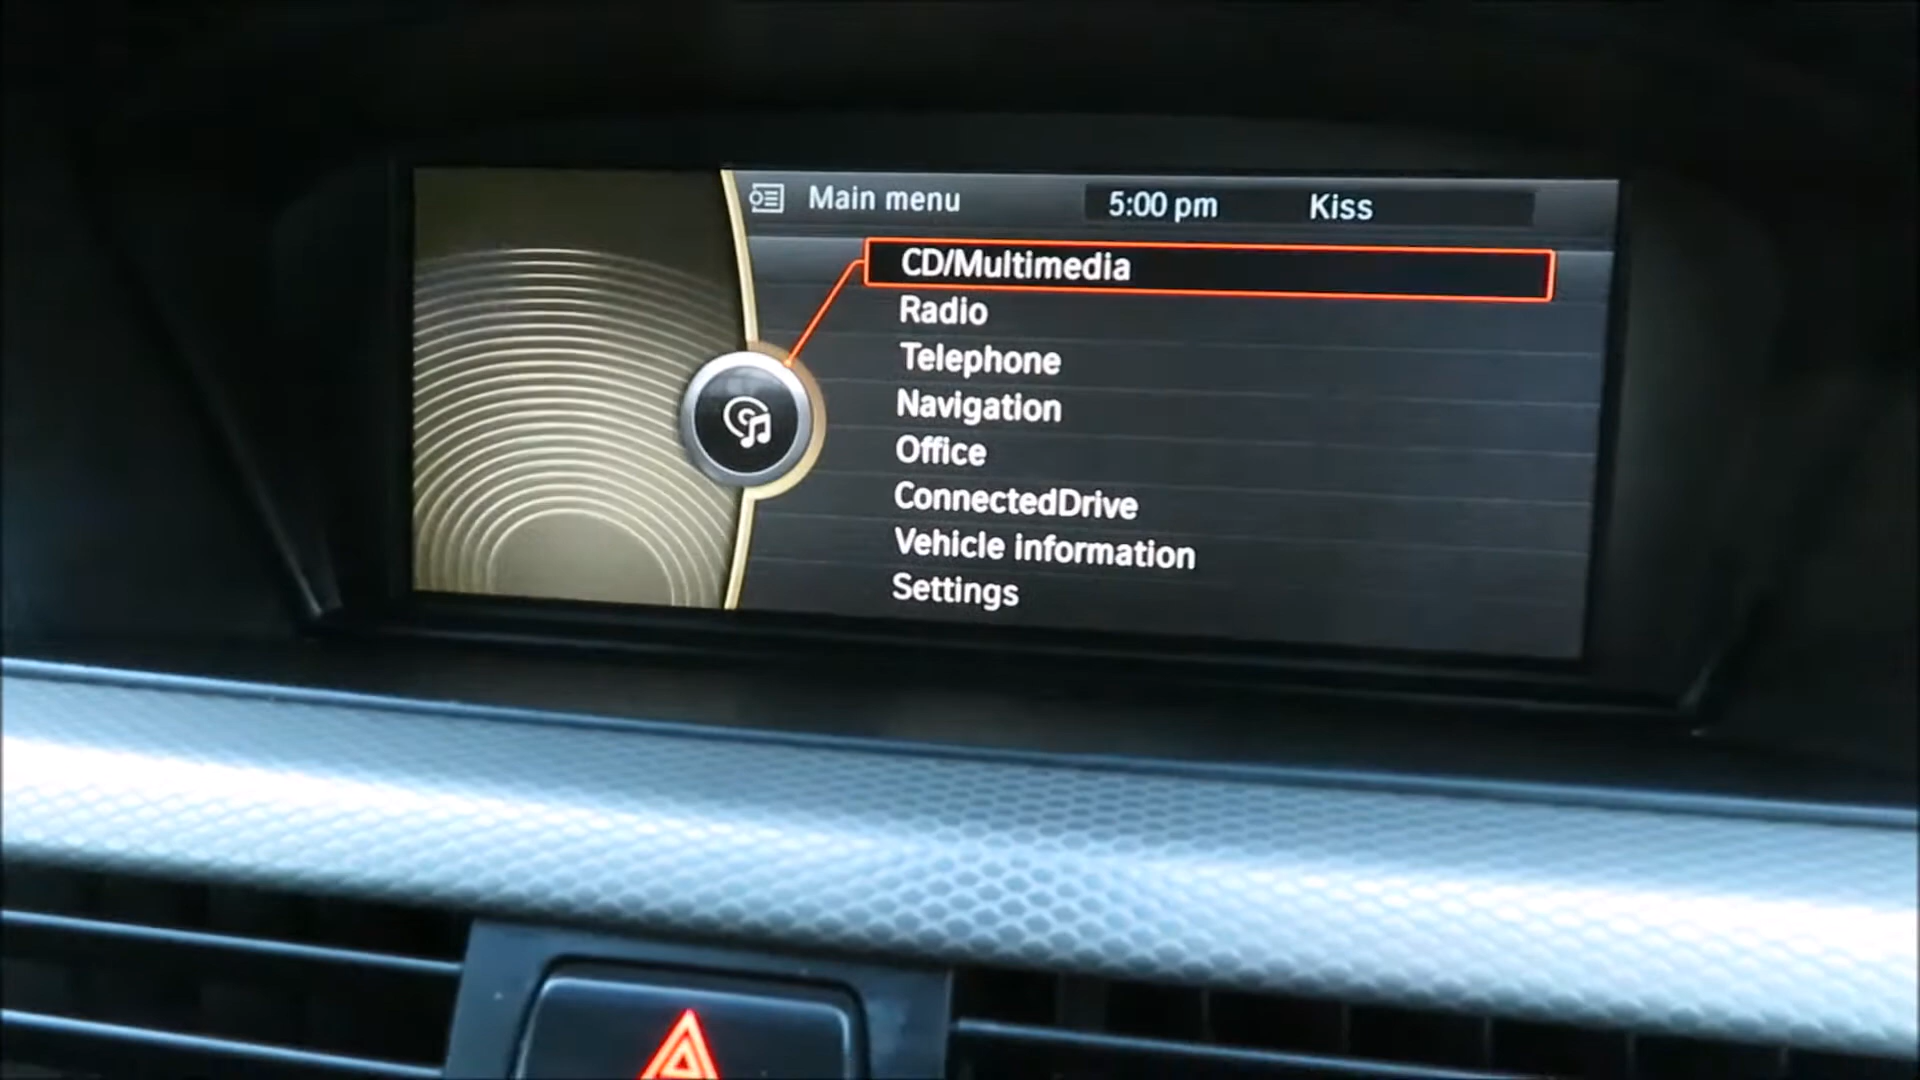 Main menu 5:00 pm Kiss
CD/Multimedia
Radio
Telephone
Navigation
Office
ConnectedDrive
Vehicle information
Settings